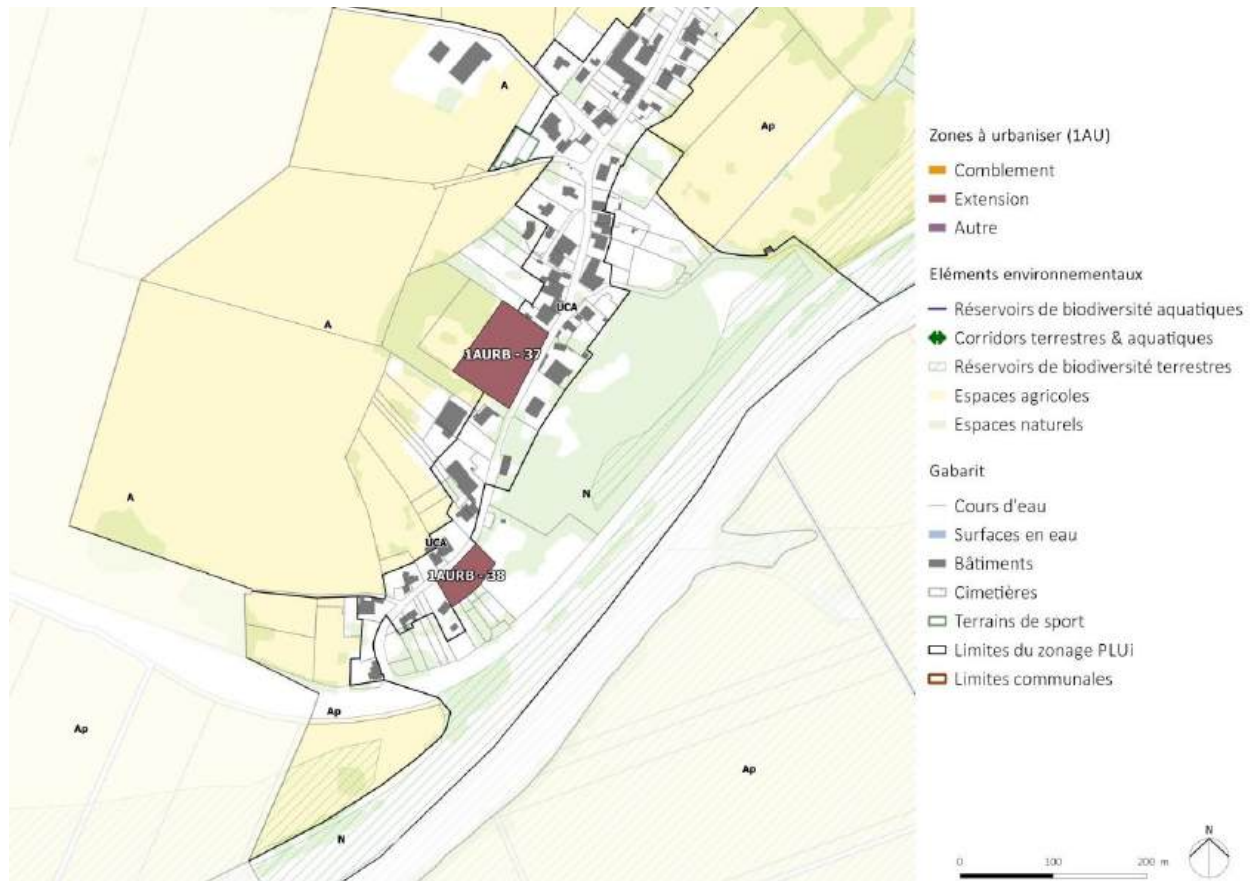 A
Ap
A
UCA
1AURB - 37
A
N
UCA
1AURB - 38
Ap
Ap
Ap
N
Zones à urbaniser (1AU)
Comblement
Extension
Autre
Eléments environnementaux
Réservoirs de biodiversité aquatiques
Corridors terrestres & aquatiques
Réservoirs de biodiversité terrestres
Espaces agricoles
Espaces naturels
Gabarit
Cours d'eau
Surfaces en eau
Bâtiments
Cimetières
Terrains de sport
Limites du zonage PLUi
Limites communales
N
0 100 200 m